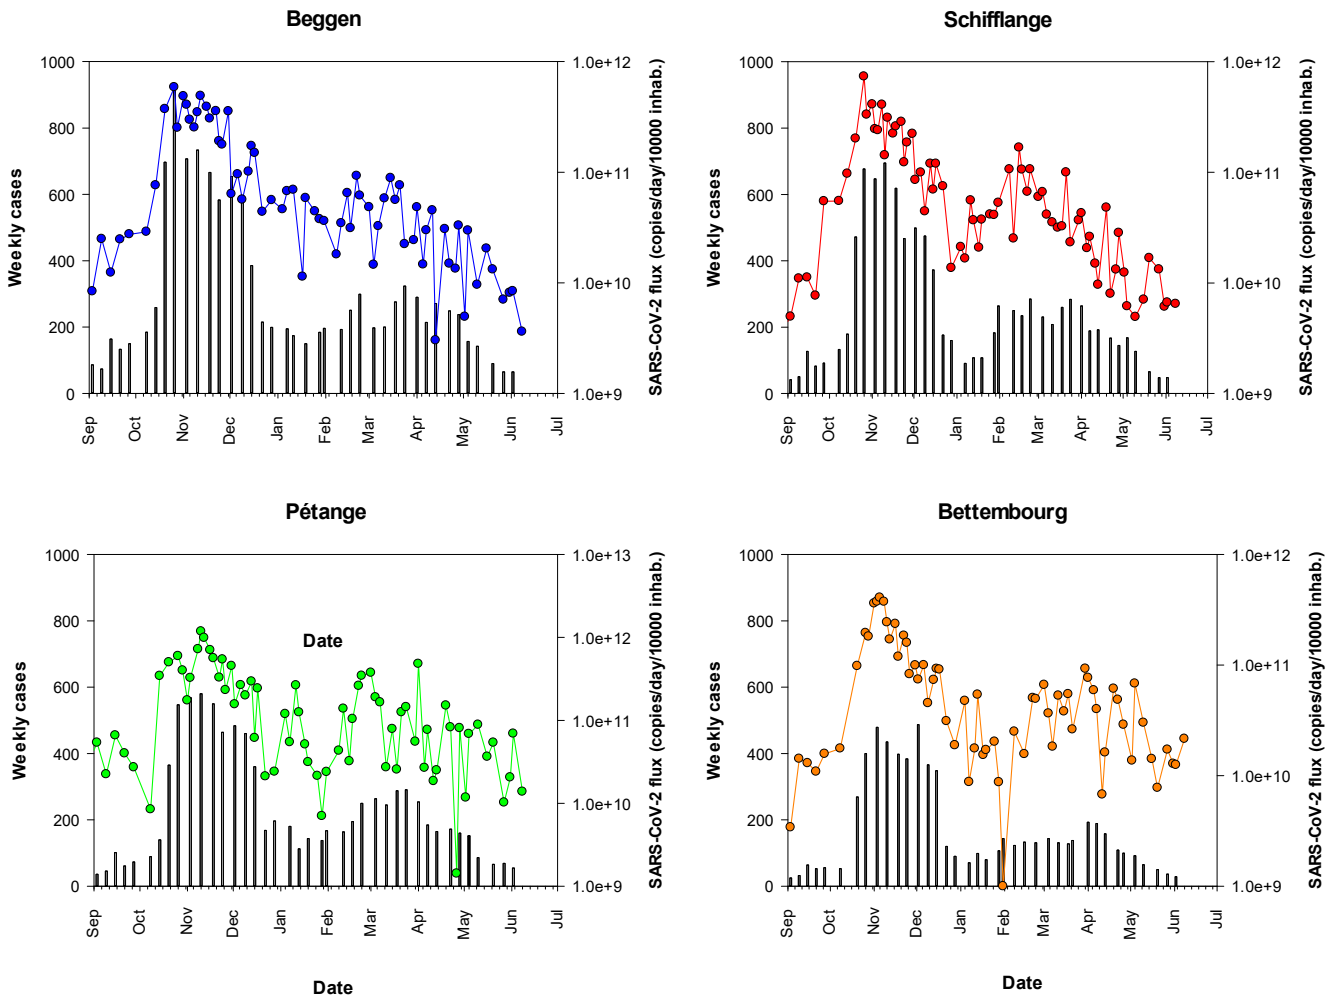 Beggen
Schifflange
1000
800
600
400
200
0
Weekly cases
1.0e+12
1.0e+11
1.0e+10
1.0e+9
SARS-CoV-2 flux (copies/day/10000 inhab.)
Sep
Oct
Nov
Dec
Jan
Feb
Mar
Apr
May
Jun
Jul
1000
800
600
400
200
0
Weekly cases
1.0e+12
1.0e+11
1.0e+10
1.0e+9
SARS-CoV-2 flux (copies/day/10000 inhab.)
Sep
Oct
Nov
Dec
Jan
Feb
Mar
Apr
May
Jun
Jul
Pétange
Bettembourg
1000
800
600
400
200
0
Weekly cases
Date
1.0e+13
1.0e+12
1.0e+11
1.0e+10
1.0e+9
SARS-CoV-2 flux (copies/day/10000 inhab.)
Sep
Oct
Nov
Dec
Jan
Feb
Mar
Apr
May
Jun
Jul
Date
1000
800
600
400
200
0
Weekly cases
1.0e+12
1.0e+11
1.0e+10
1.0e+9
SARS-CoV-2 flux (copies/day/10000 inhab.)
Sep
Oct
Nov
Dec
Jan
Feb
Mar
Apr
May
Jun
Jul
Date